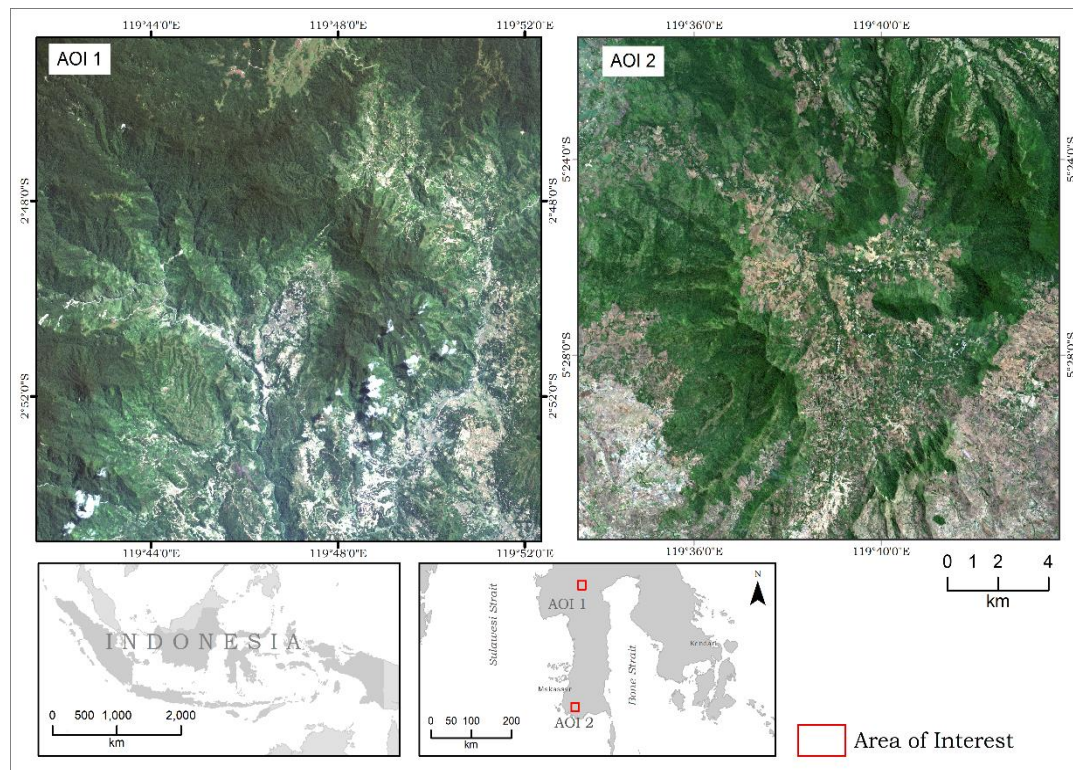 119°44'0"E 119°48'0"E 119°52'0"E
119°36'0"E 119°40'0"E
AOI 1
AOI 2
5°24'0"S 5°24'0"S
2°48'0"S 2°48'0"S
5°28'0"S 5°28'0"S
2°52'0"S 2°52'0"S
119°44'0"E 119°48'0"E 119°52'0"E
119°36'0"E 119°40'0"E
0 1 2 4
km
INDONESIA
0 500 1,000 2,000
km
Sulawesi Strait
AOI 1
N
Kendari
Bone Strait
Makassar
AOI 2
0 50 100 200
km
Area of Interest